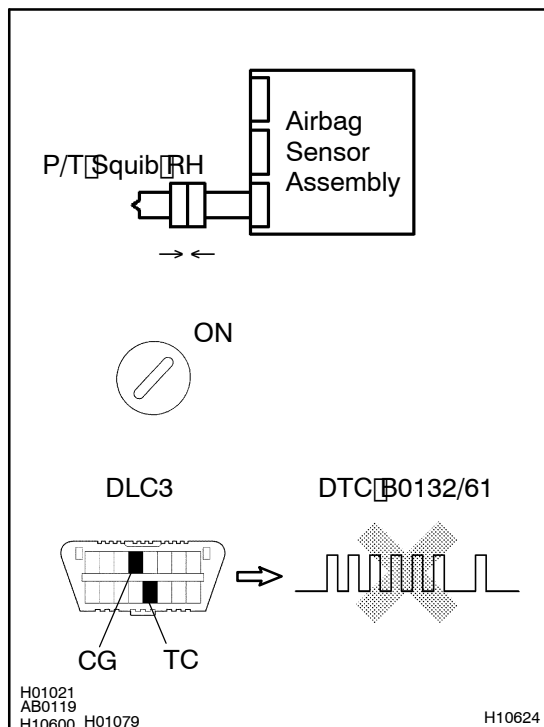 Airbag
Sensor
Assembly
P/T▯Squib▯RH
ON
DLC3
DTC▯B0132/61
CG TC
H01021
AB0119
H10600 H01079
H10624